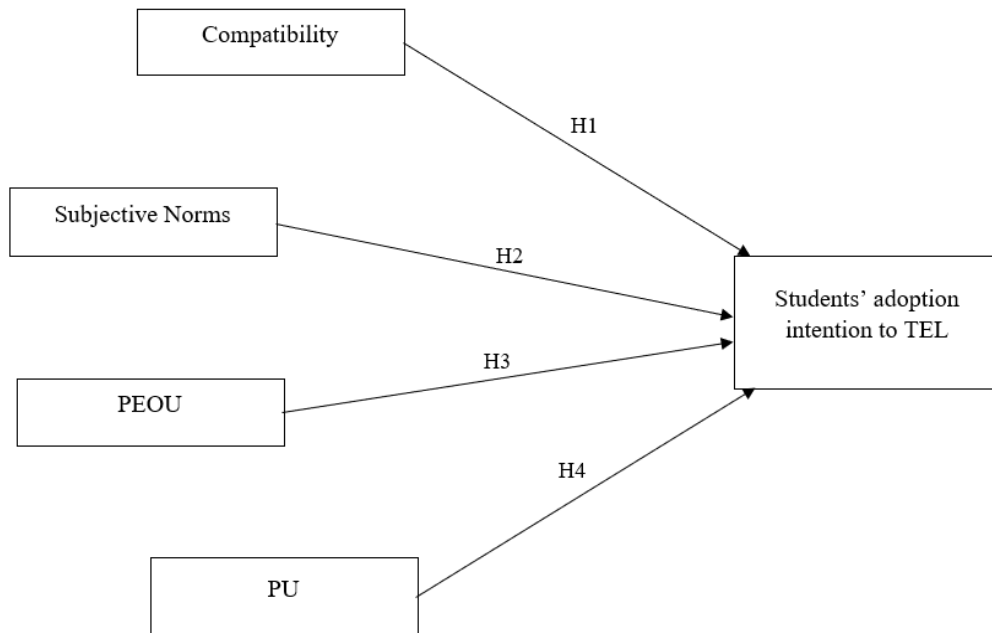 Compatibility
H1
Subjective Norms
H2
Students’ adoption
intention to TEL
H3
PEOU
H4
PU